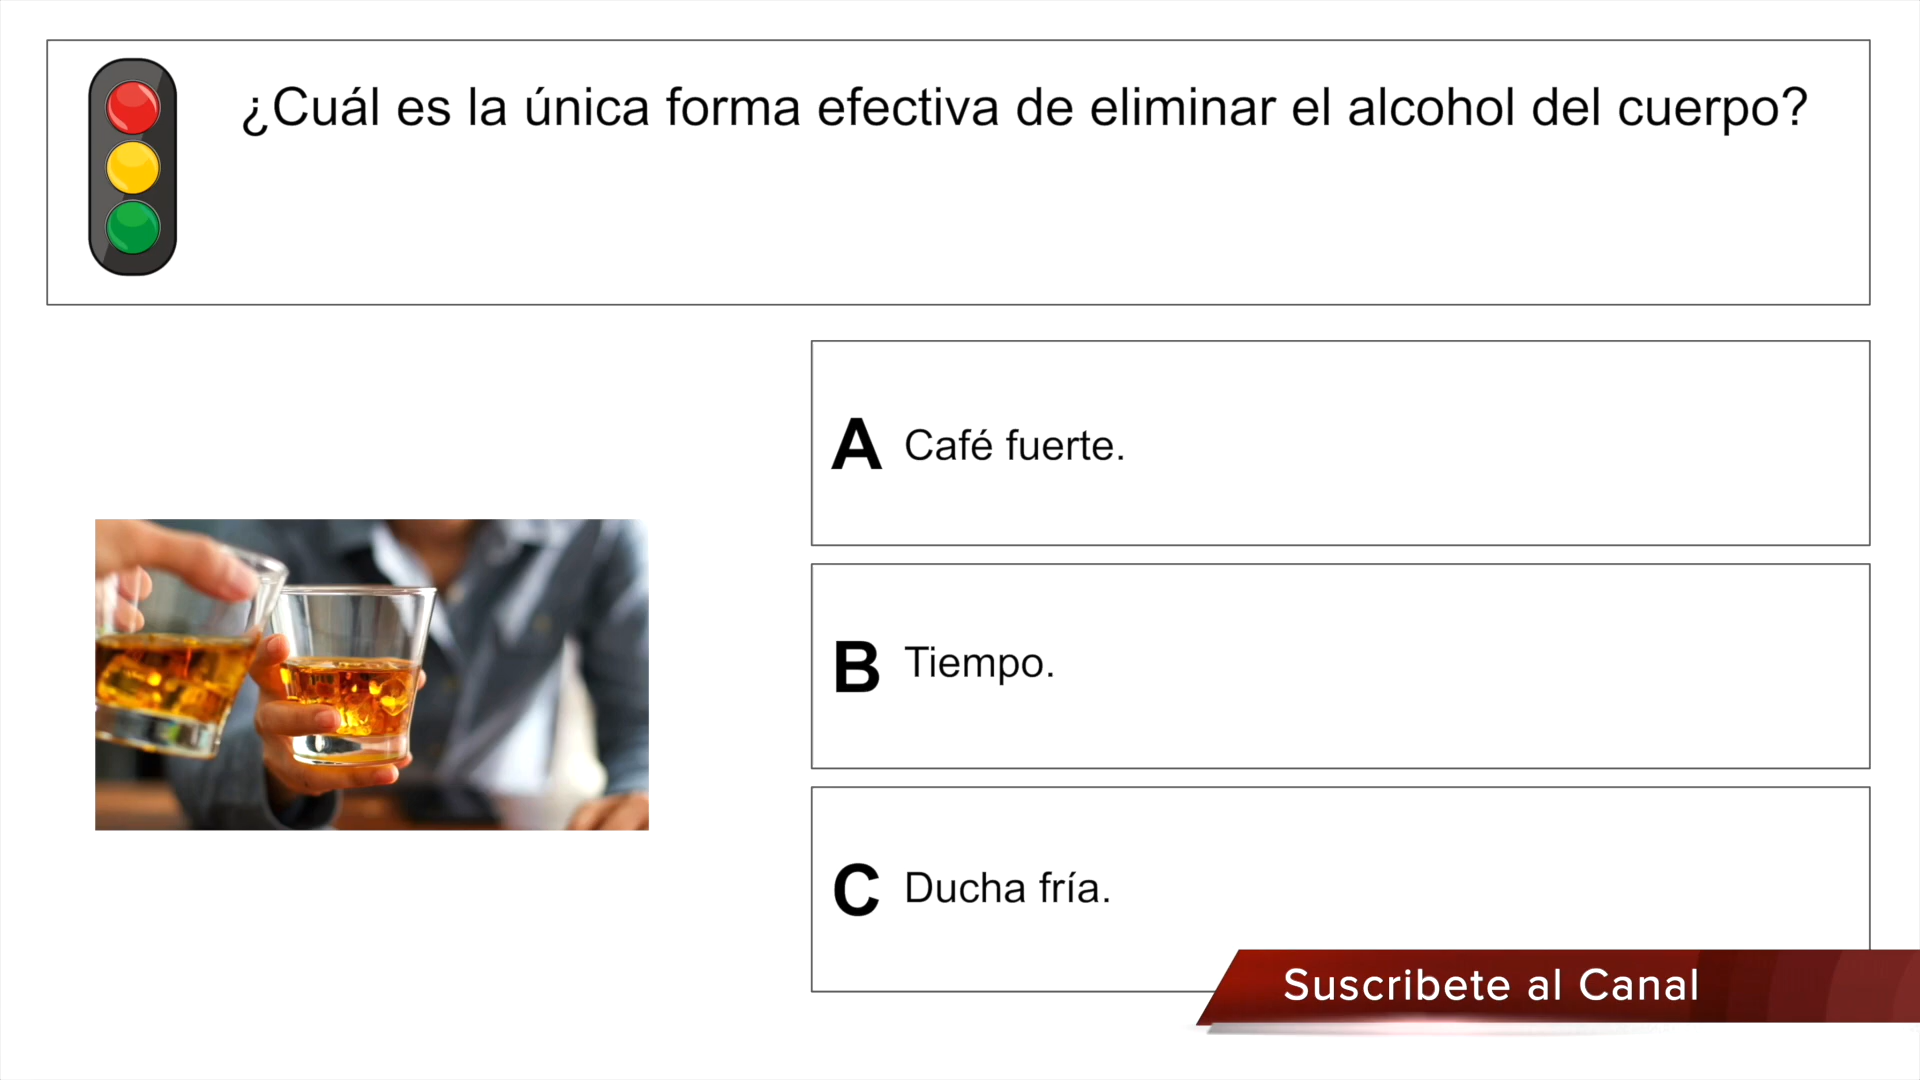 ¿Cuál es la única forma efectiva de eliminar el alcohol del cuerpo?
A Café fuerte.
B Tiempo.
C Ducha fría.
Suscribete al Canal